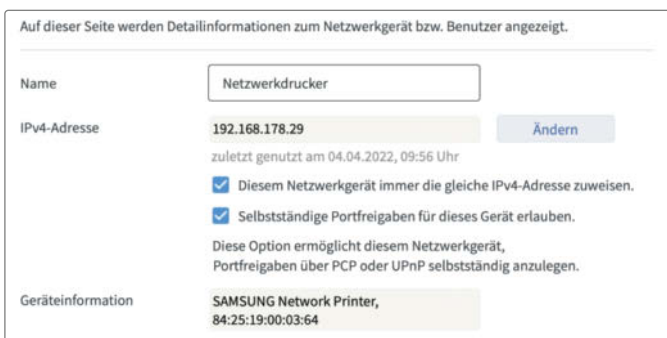 Auf dieser Seite werden Detailinformationen zum Netzwerkgerät bzw. Benutzer angezeigt.
Name
Netzwerkdrucker
IPv4-Adresse
192.168.178.29
Ändern
zuletzt genutzt am 04.04.2022, 09:56 Uhr
Diesem Netzwerkgerät immer die gleiche IPv4-Adresse zuweisen.
Selbstständige Portfreigaben für dieses Gerät erlauben.
Diese Option ermöglicht diesem Netzwerkgerät,
Portfreigaben über PCP oder UPnP selbstständig anzulegen.
Geräteinformation
SAMSUNG Network Printer,
84:25:19:00:03:64